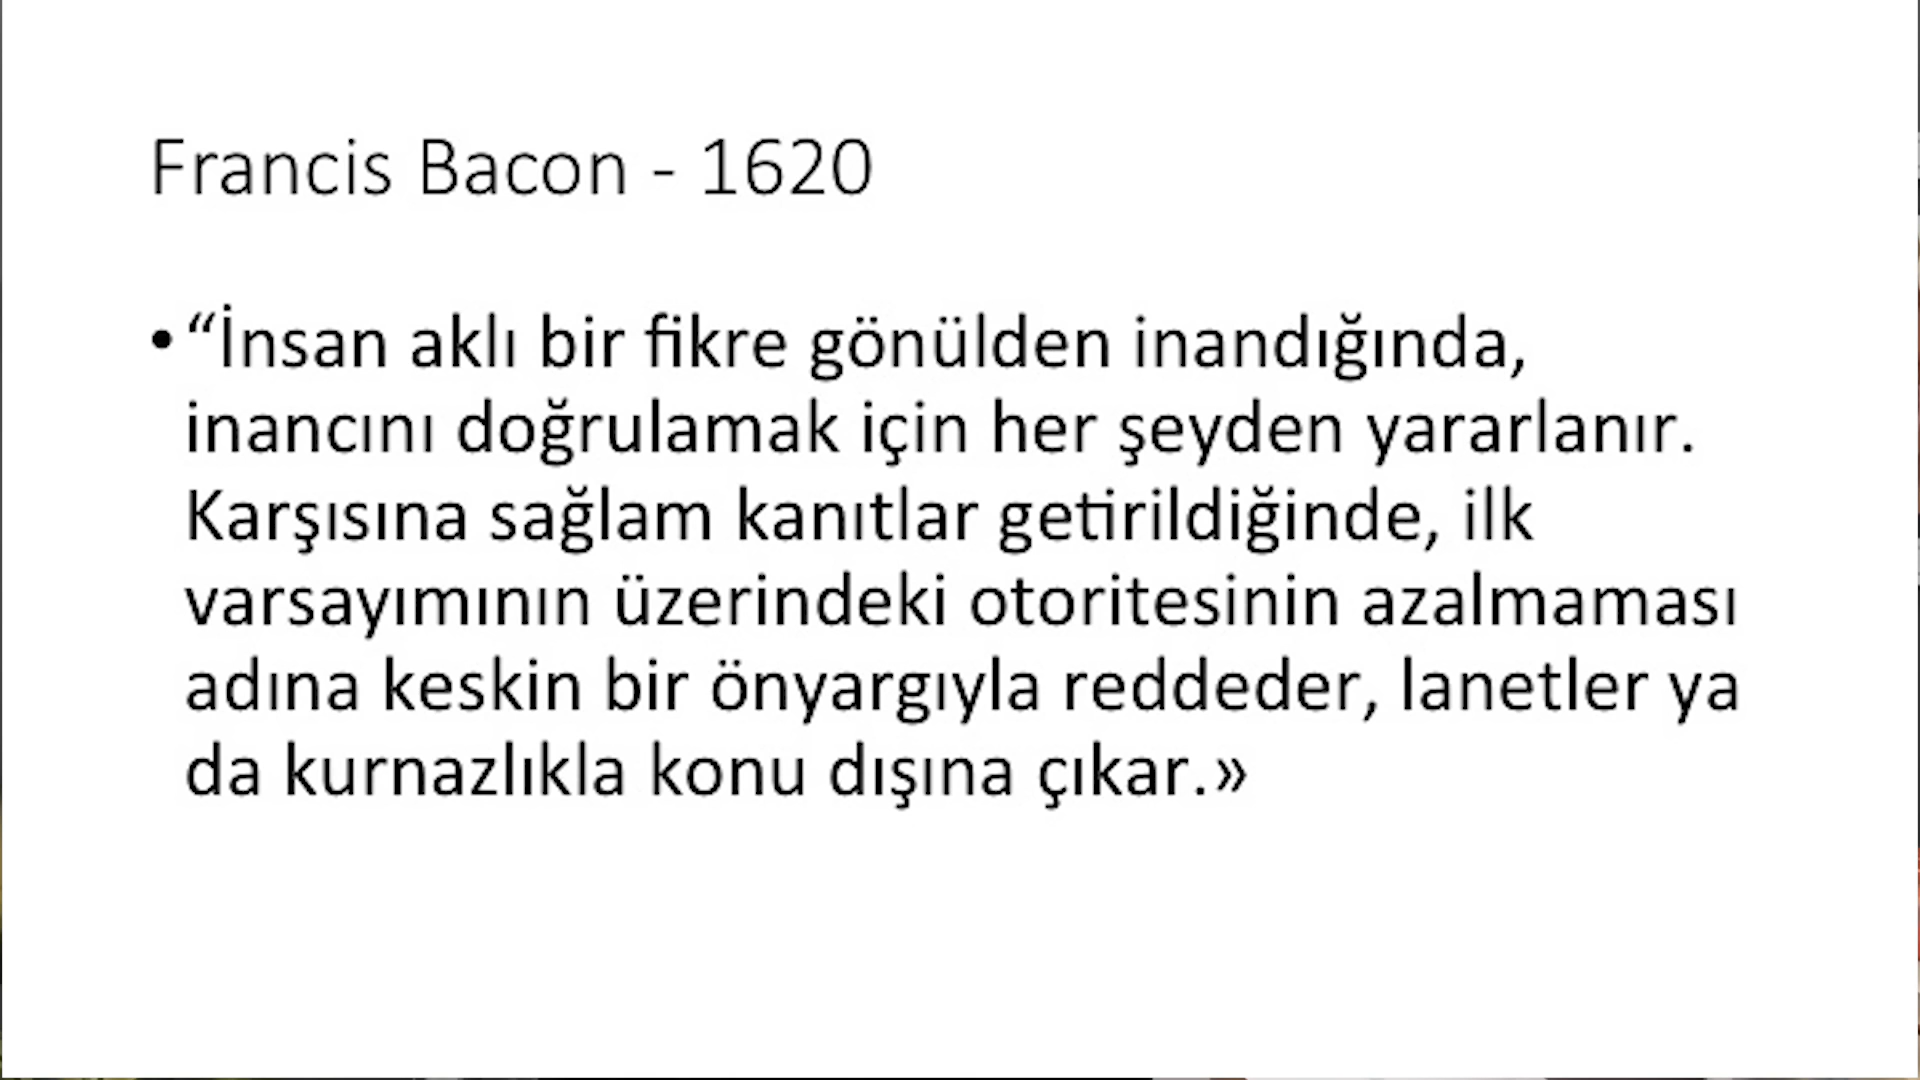 Francis Bacon - 1620
• “İnsan aklı bir fikre gönülden inandığında,
inancını doğrulamak için her şeyden yararlanır.
Karşısına sağlam kanıtlar getirildiğinde, ilk
varsayımının üzerindeki otoritesinin azalmaması
adına keskin bir önyargıyla reddeder, lanetler ya
da kurnazlıkla konu dışına çıkar.»